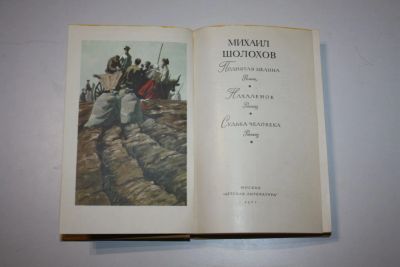 МИХАИЛ
ШОЛОХОВ
ПОДНЯТАЯ ЦЕЛИНА
Роман
НАХАЛЕНОК
Рассказ
СУДЬБА ЧЕЛОВЕКА
Рассказ
МОСКВА
«ДЕТСКАЯ ЛИТЕРАТУРА»